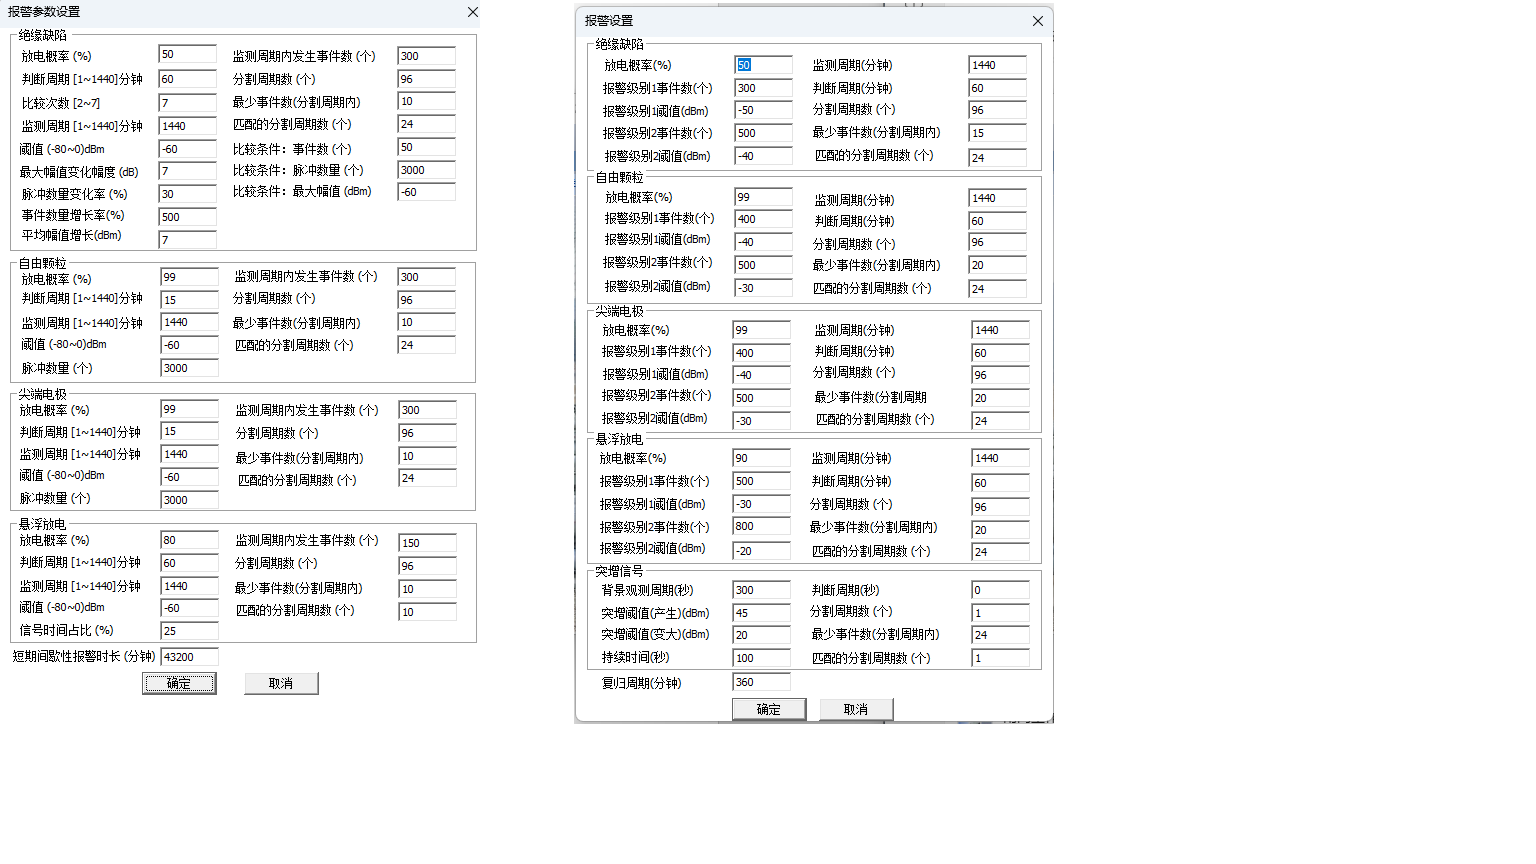 报警参数设置
绝缘缺陷
放电概率 (%) 50 监测周期内发生事件数 (个) 300
判断周期 [1~1440]分钟 60 分割周期数 (个) 96
比较次数 [2~7] 7 最少事件数(分割周期内) 10
监测周期 [1~1440]分钟 1440 匹配的分割周期数 (个) 24
阈值 (-80~0)dBm -60 比较条件：事件数 (个) 50
最大幅值变化幅度 (dB) 7 比较条件：脉冲数量 (个) 3000
脉冲数量变化率 (%) 30 比较条件：最大幅值 (dBm) -60
事件数量增长率(%) 500
平均幅值增长(dBm) 7
自由颗粒
放电概率 (%) 99 监测周期内发生事件数 (个) 300
判断周期 [1~1440]分钟 15 分割周期数 (个) 96
监测周期 [1~1440]分钟 1440 最少事件数(分割周期内) 10
阈值 (-80~0)dBm -60 匹配的分割周期数 (个) 24
脉冲数量 (个) 3000
尖端电极
放电概率 (%) 99 监测周期内发生事件数 (个) 300
判断周期 [1~1440]分钟 15 分割周期数 (个) 96
监测周期 [1~1440]分钟 1440 最少事件数(分割周期内) 10
阈值 (-80~0)dBm -60 匹配的分割周期数 (个) 24
脉冲数量 (个) 3000
悬浮放电
放电概率 (%) 80 监测周期内发生事件数 (个) 150
判断周期 [1~1440]分钟 60 分割周期数 (个) 96
监测周期 [1~1440]分钟 1440 最少事件数(分割周期内) 10
阈值 (-80~0)dBm -60 匹配的分割周期数 (个) 10
信号时间占比 (%) 25
短期间歇性报警时长 (分钟) 43200
确定 取消
报警设置
绝缘缺陷
放电概率(%) 50 监测周期(分钟) 1440
报警级别1事件数(个) 300 判断周期(分钟) 60
报警级别1阈值(dBm) -50 分割周期数 (个) 96
报警级别2事件数(个) 500 最少事件数(分割周期内) 15
报警级别2阈值(dBm) -40 匹配的分割周期数 (个) 24
自由颗粒
放电概率(%) 99 监测周期(分钟) 1440
报警级别1事件数(个) 400 判断周期(分钟) 60
报警级别1阈值(dBm) -40 分割周期数 (个) 96
报警级别2事件数(个) 500 最少事件数(分割周期内) 20
报警级别2阈值(dBm) -30 匹配的分割周期数 (个) 24
尖端电极
放电概率(%) 99 监测周期(分钟) 1440
报警级别1事件数(个) 400 判断周期(分钟) 60
报警级别1阈值(dBm) -40 分割周期数 (个) 96
报警级别2事件数(个) 500 最少事件数(分割周期 20
报警级别2阈值(dBm) -30 匹配的分割周期数 (个) 24
悬浮放电
放电概率(%) 90 监测周期(分钟) 1440
报警级别1事件数(个) 500 判断周期(分钟) 60
报警级别1阈值(dBm) -30 分割周期数 (个) 96
报警级别2事件数(个) 800 最少事件数(分割周期内) 20
报警级别2阈值(dBm) -20 匹配的分割周期数 (个) 24
突增信号
背景观测周期(秒) 300 判断周期(秒) 0
突增阈值(产生)(dBm) 45 分割周期数 (个) 1
突增阈值(变大)(dBm) 20 最少事件数(分割周期内) 24
持续时间(秒) 100 匹配的分割周期数 (个) 1
复归周期(分钟) 360
确定 取消